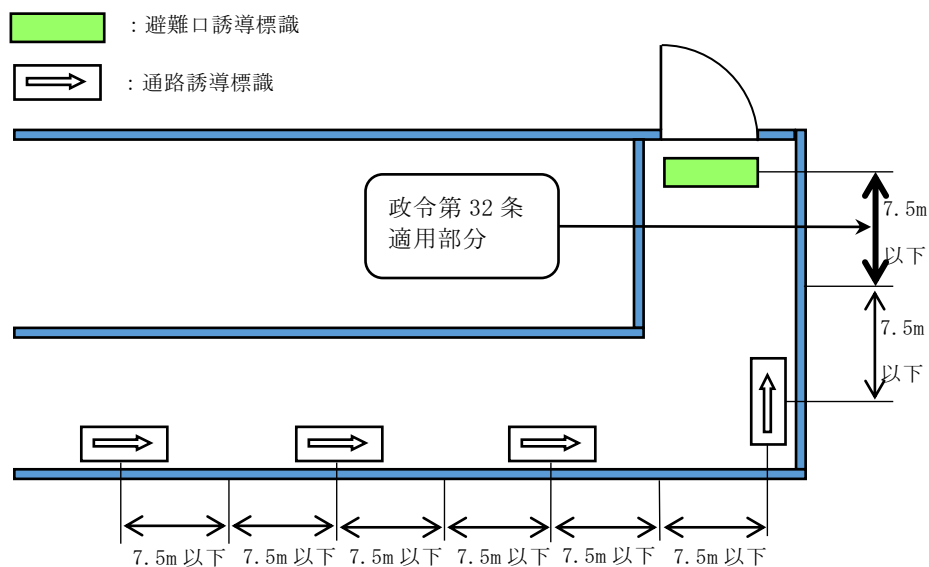 ：避難口誘導標識
：通路誘導標識
政令第 32 条
適用部分
7.5m
以下
7.5m
以下
7.5m 以下
7.5m 以下
7.5m 以下
7.5m 以下
7.5m 以下
7.5m 以下